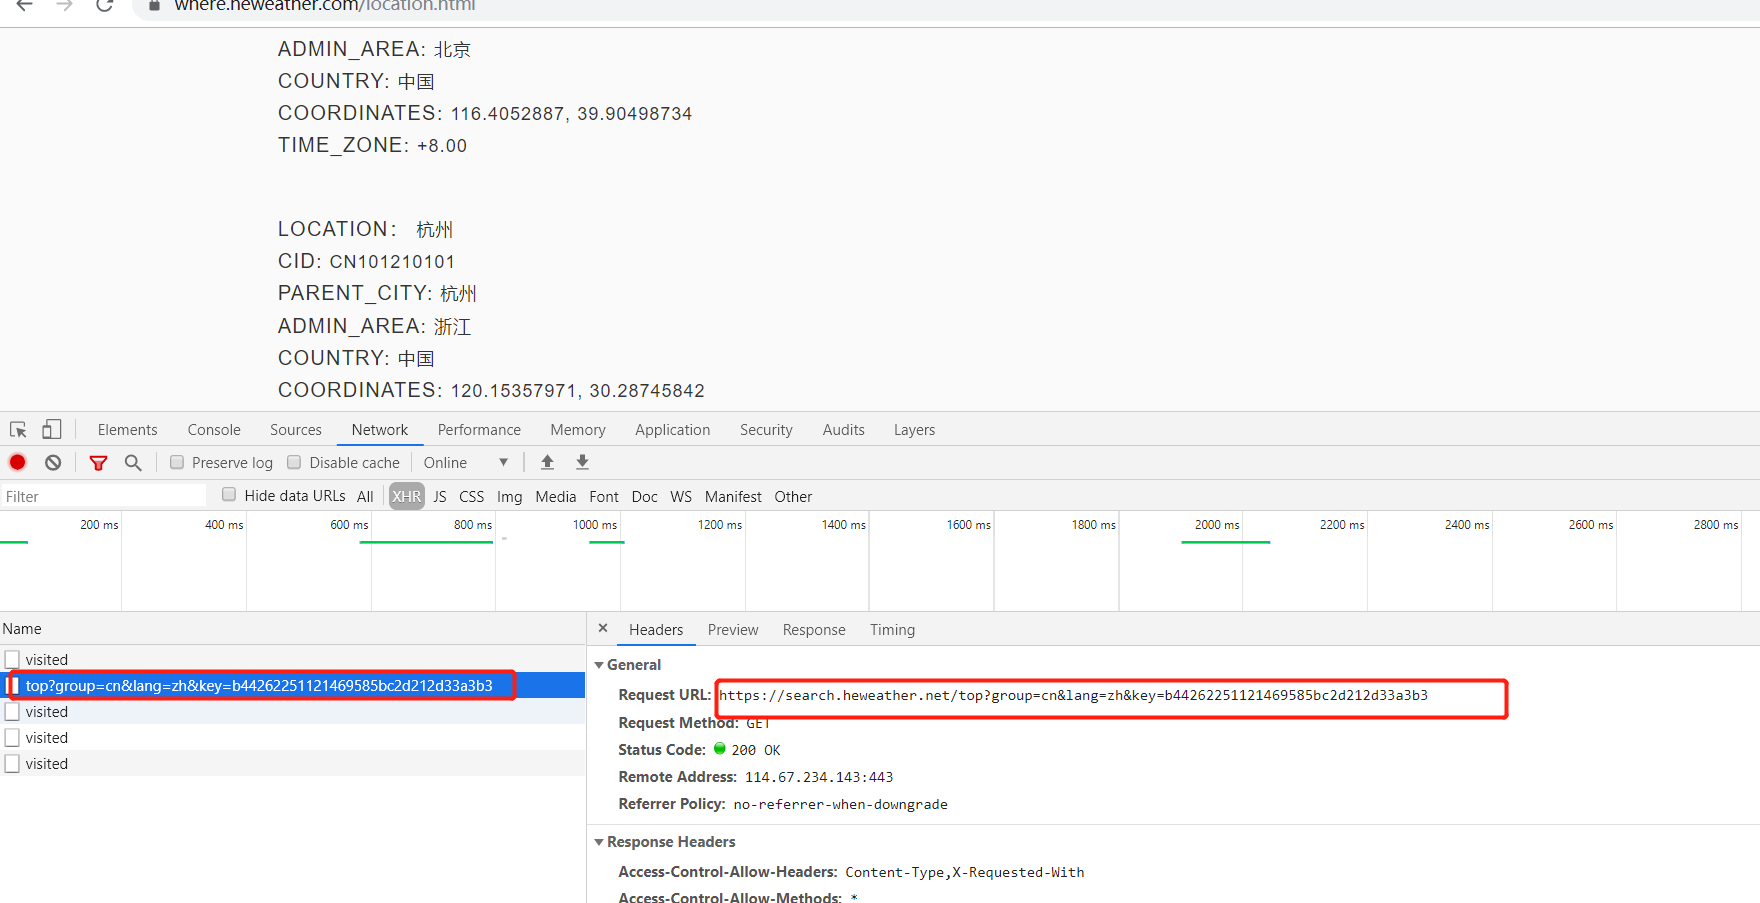 where.heweather.com/location.html
ADMIN_AREA: 北京
COUNTRY: 中国
COORDINATES: 116.4052887, 39.90498734
TIME_ZONE: +8.00
LOCATION： 杭州
CID: CN101210101
PARENT_CITY: 杭州
ADMIN_AREA: 浙江
COUNTRY: 中国
COORDINATES: 120.15357971, 30.28745842
Elements Console Sources Network Performance Memory Application Security Audits Layers
Preserve log Disable cache Online
Filter Hide data URLs All XHR JS CSS Img Media Font Doc WS Manifest Other
200 ms 400 ms 600 ms 800 ms 1000 ms 1200 ms 1400 ms 1600 ms 1800 ms 2000 ms 2200 ms 2400 ms 2600 ms 2800 ms
Name
visited
top?group=cn&lang=zh&key=b44262251121469585bc2d212d33a3b3
visited
visited
visited
Headers Preview Response Timing
General
Request URL: https://search.heweather.net/top?group=cn&lang=zh&key=b44262251121469585bc2d212d33a3b3
Request Method: GET
Status Code: 200 OK
Remote Address: 114.67.234.143:443
Referrer Policy: no-referrer-when-downgrade
Response Headers
Access-Control-Allow-Headers: Content-Type,X-Requested-With
Access-Control-Allow-Methods: *